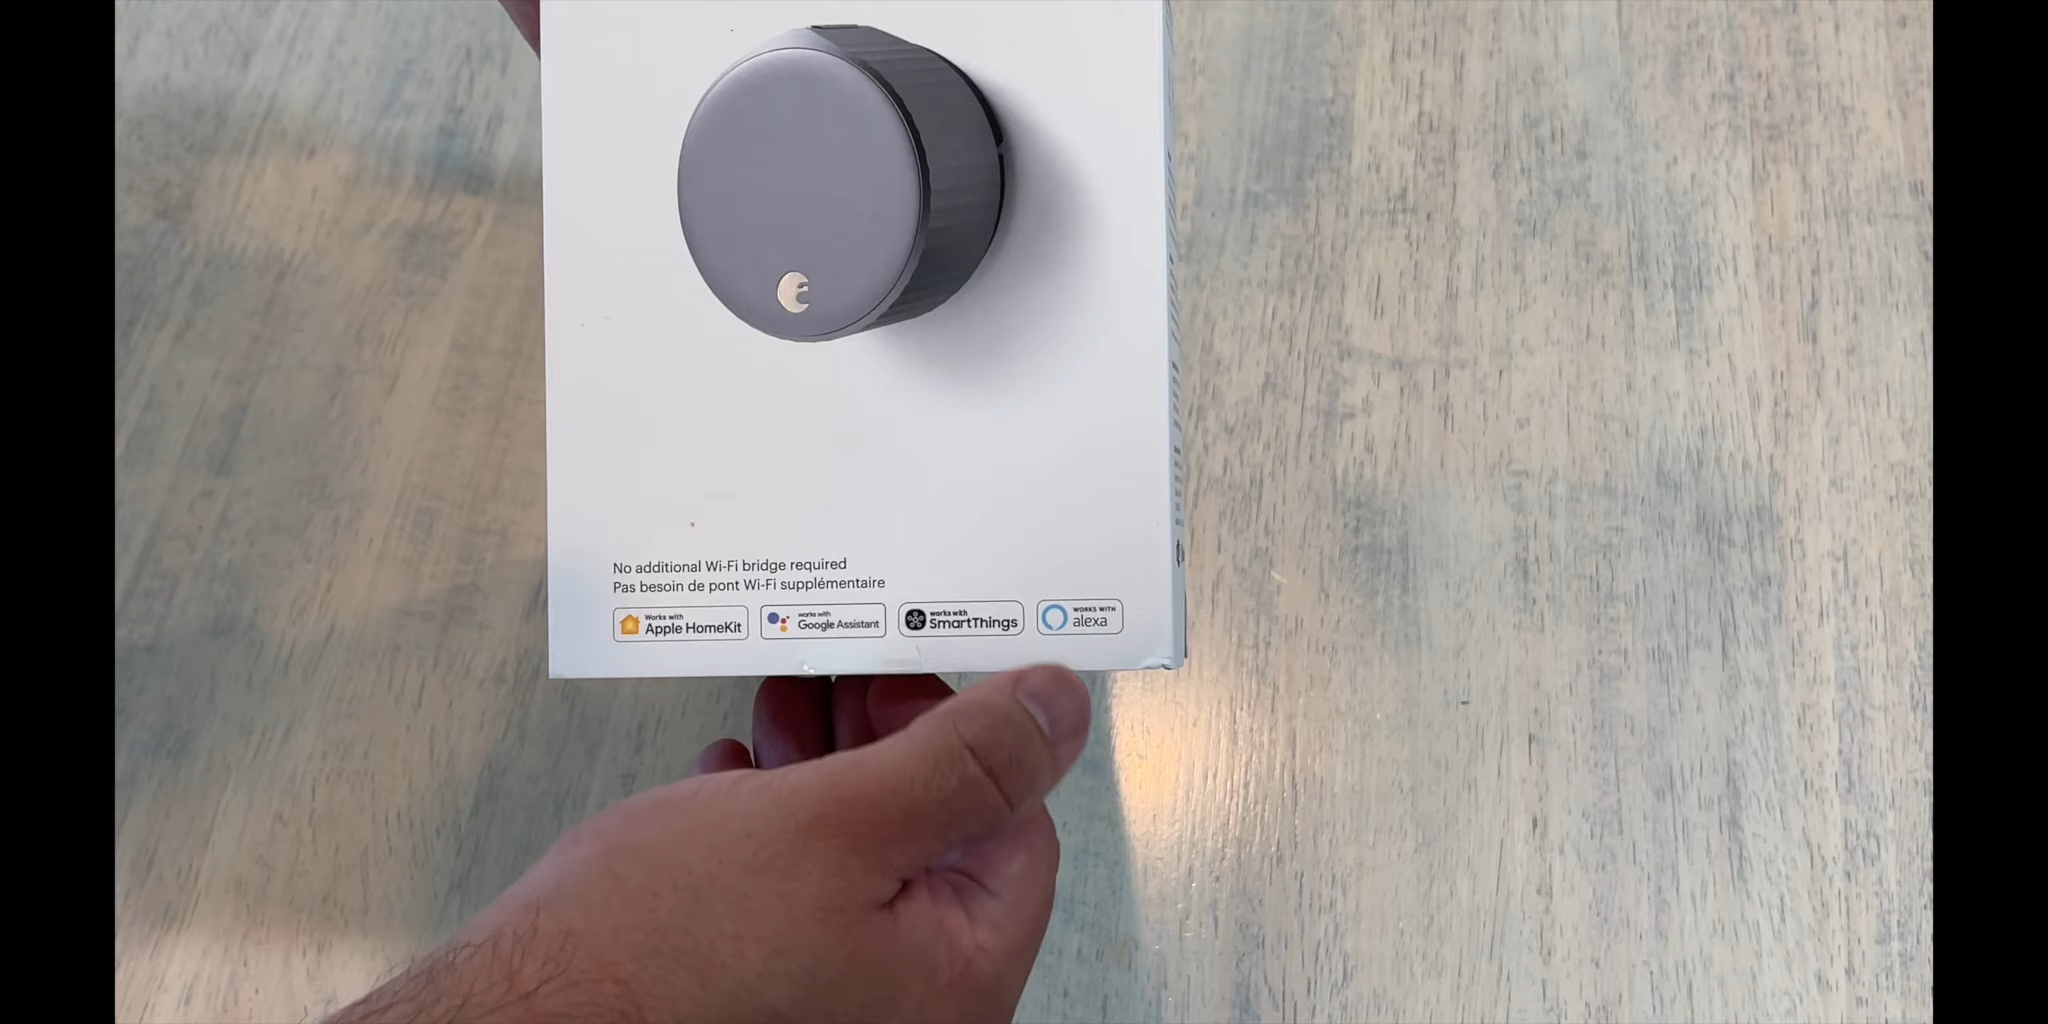 No additional Wi-Fi bridge required
Pas besoin de pont Wi-Fi supplémentaire
Works with
Apple HomeKit
works with
Google Assistant
works with
SmartThings
WORKS WITH
alexa